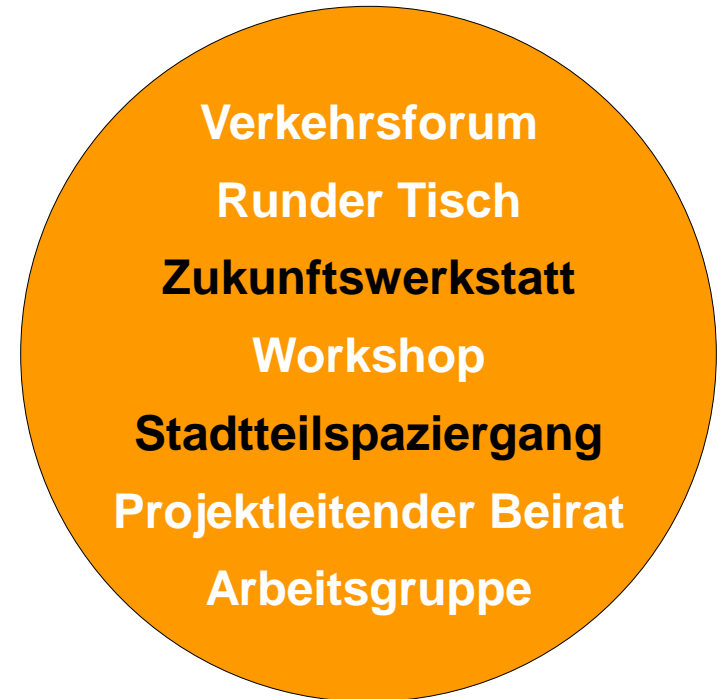 Verkehrsforum
Runder Tisch
Zukunftswerkstatt
Workshop
Stadtteilspaziergang
Projektleitender Beirat
Arbeitsgruppe